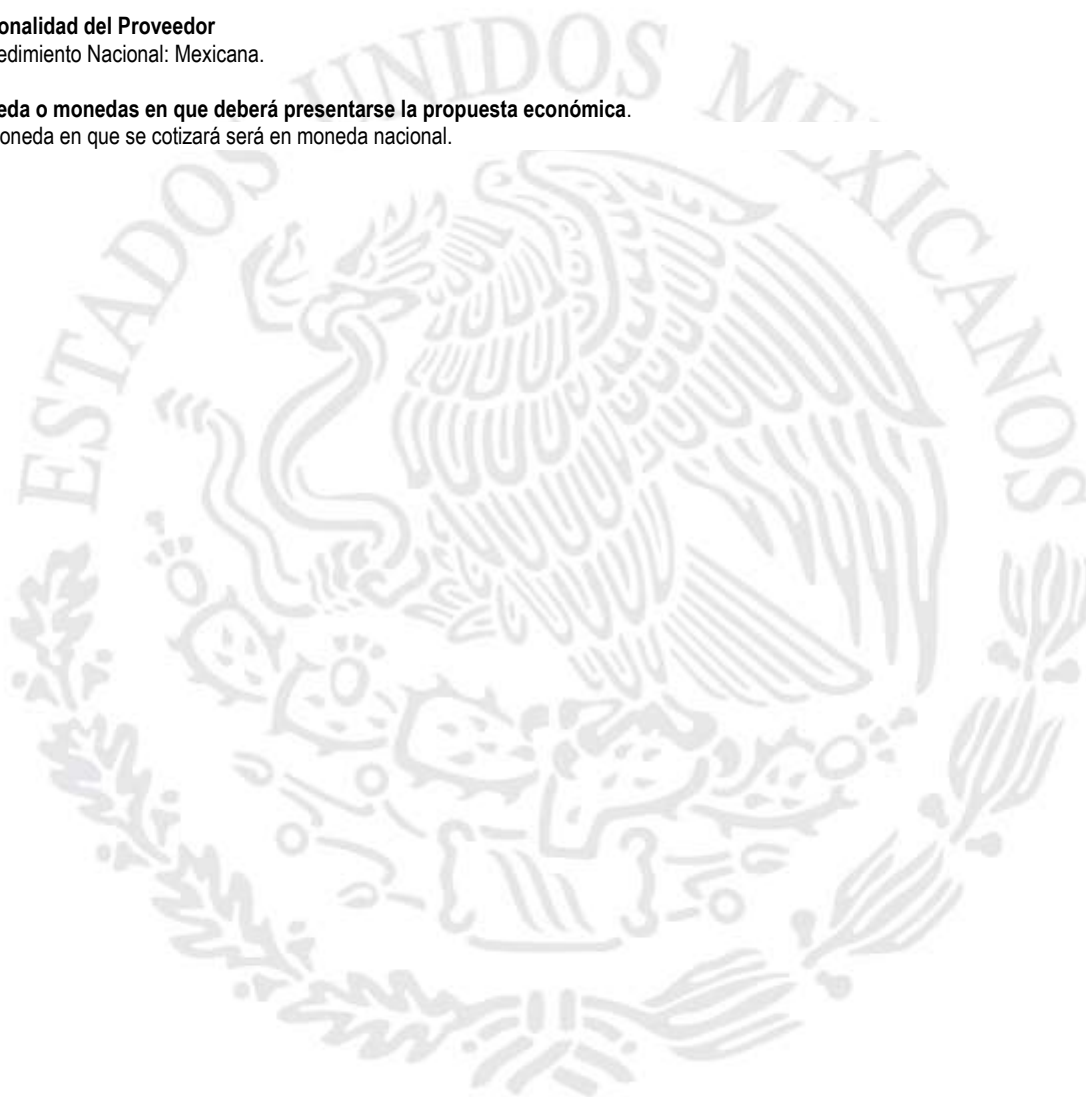 onalidad del Proveedor
edimiento Nacional: Mexicana.
eda o monedas en que deberá presentarse la propuesta económica.
oneda en que se cotizará será en moneda nacional.
ESTADOS UNIDOS MEXICANOS